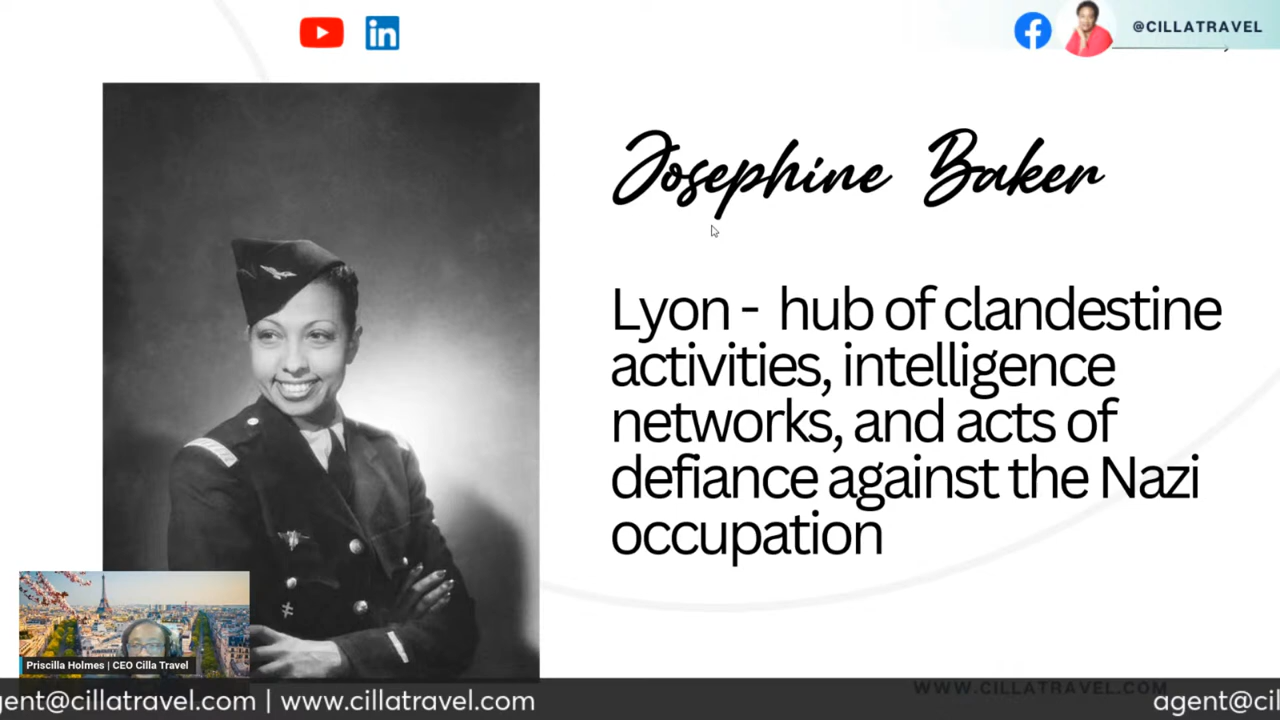 @CILLATRAVEL
Josephine Baker
Lyon - hub of clandestine
activities, intelligence
networks, and acts of
defiance against the Nazi
occupation
Priscilla Holmes | CEO Cilla Travel
WWW.CILLATRAVEL.COM
gent@cillatravel.com | www.cillatravel.com
agent@cil